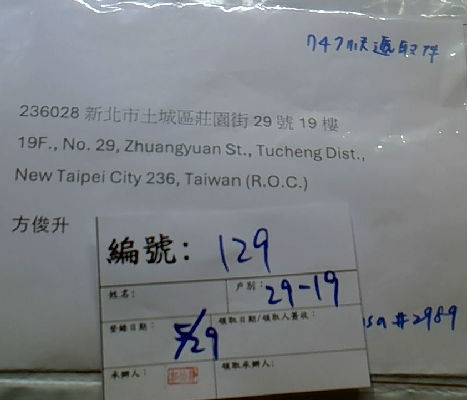 747候遞取件
236028 新北市土城區莊園街 29 號 19 樓
19F., No. 29, Zhuangyuan St., Tucheng Dist.,
New Taipei City 236, Taiwan (R.O.C.)
方俊升
編號: 129
姓名:
戶別: 29-19
登錄日期: 5/29
領取日期/領取人簽收:
sa #2989
承辦人:
領取承辦人: